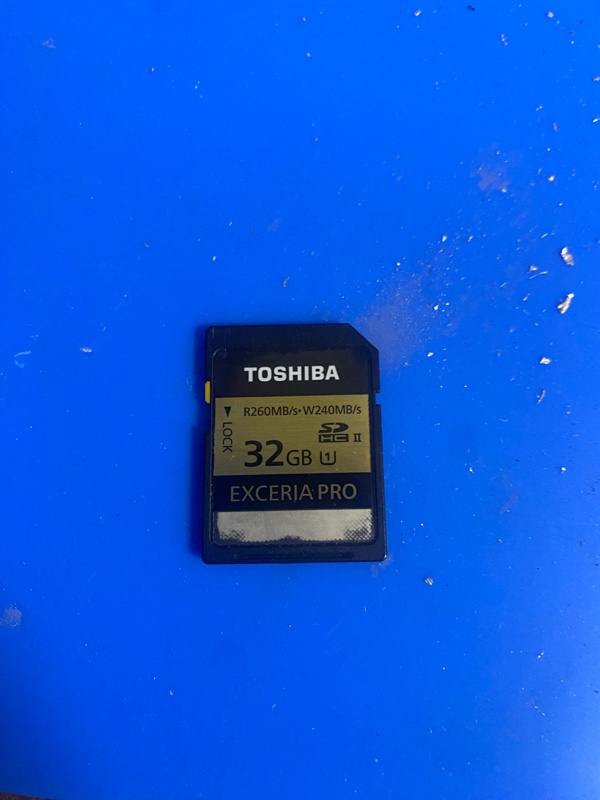 TOSHIBA
R260MB/s•W240MB/s
LOCK
SD
HC II
32GB 1
EXCERIA PRO